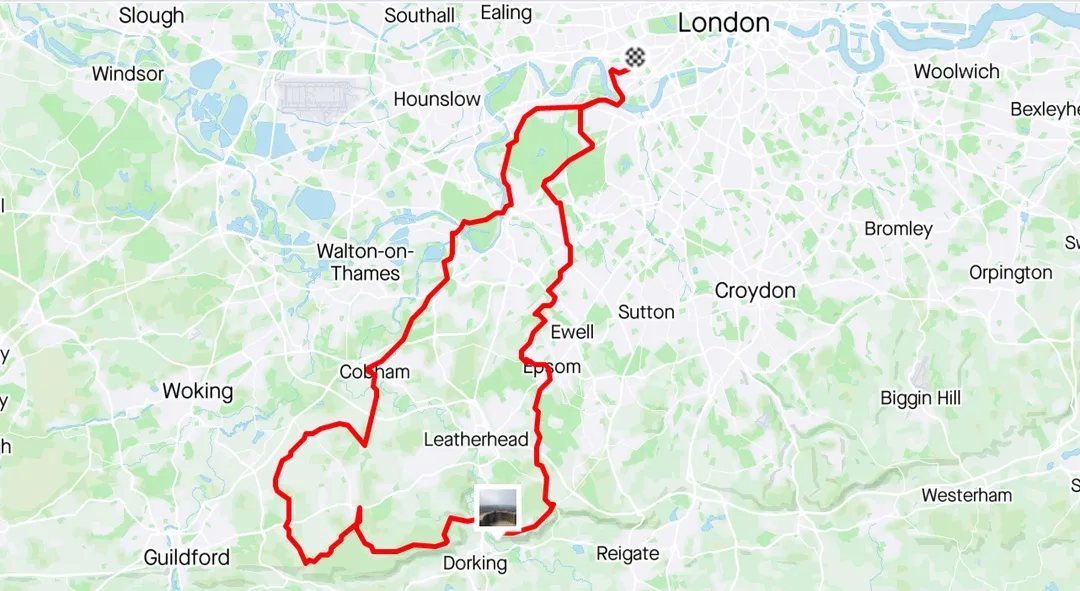 Slough
Southall
Ealing
London
Windsor
Woolwich
Hounslow
Bexleyhe
l
Bromley
Sv
Walton-on-
Thames
Orpington
Croydon
Sutton
Ewell
y
Cobham
Epsom
Woking
Biggin Hill
y
h
Leatherhead
S
Westerham
Guildford
Dorking
Reigate